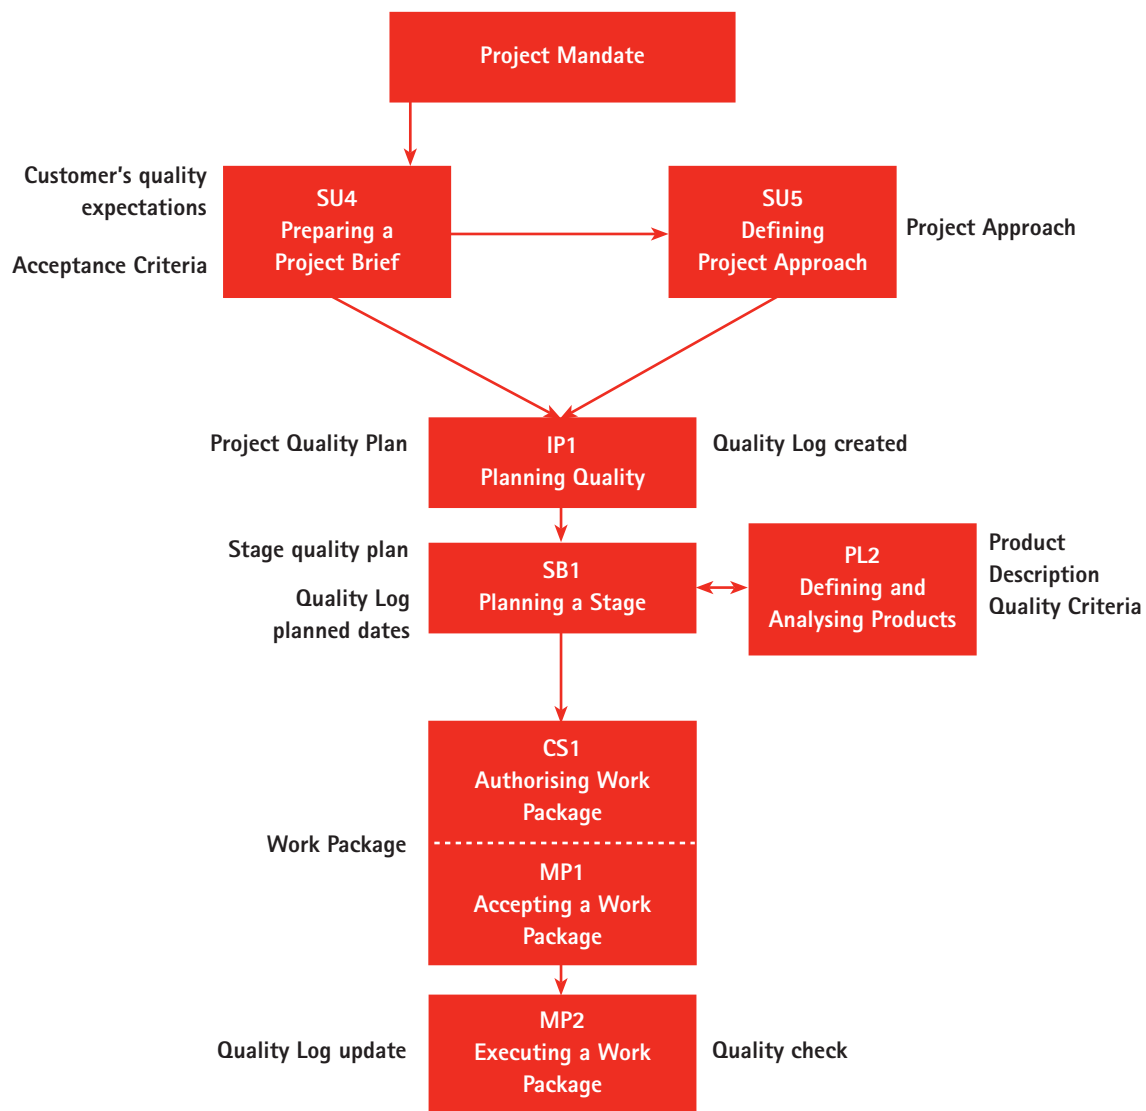 Project Mandate
Customer's quality
expectations
Acceptance Criteria
SU4
Preparing a
Project Brief
SU5
Defining
Project Approach
Project Approach
Project Quality Plan
IP1
Planning Quality
Quality Log created
Stage quality plan
Quality Log
planned dates
SB1
Planning a Stage
PL2
Defining and
Analysing Products
Product
Description
Quality Criteria
Work Package
CS1
Authorising Work
Package
MP1
Accepting a Work
Package
Quality Log update
MP2
Executing a Work
Package
Quality check